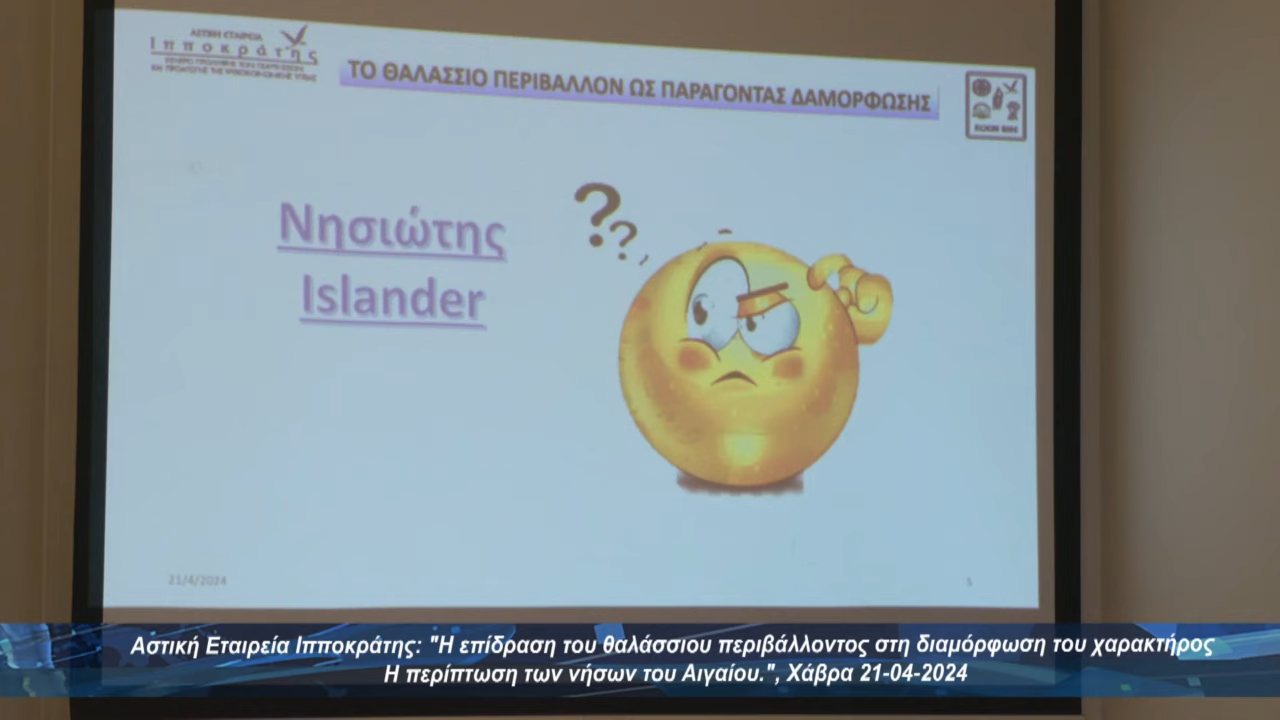 ΑΣΤΙΚΗ ΕΤΑΙΡΕΙΑ
Ιπποκράτης
ΤΟ ΘΑΛΑΣΣΙΟ ΠΕΡΙΒΑΛΛΟΝ ΩΣ ΠΑΡΑΓΟΝΤΑΣ ΔΑΜΟΡΦΩΣΗΣ
Νησιώτης
Islander
??
21/4/2024
5
Αστική Εταιρεία Ιπποκράτης: "Η επίδραση του θαλάσσιου περιβάλλοντος στη διαμόρφωση του χαρακτήρος
Η περίπτωση των νήσων του Αιγαίου.", Χάβρα 21-04-2024